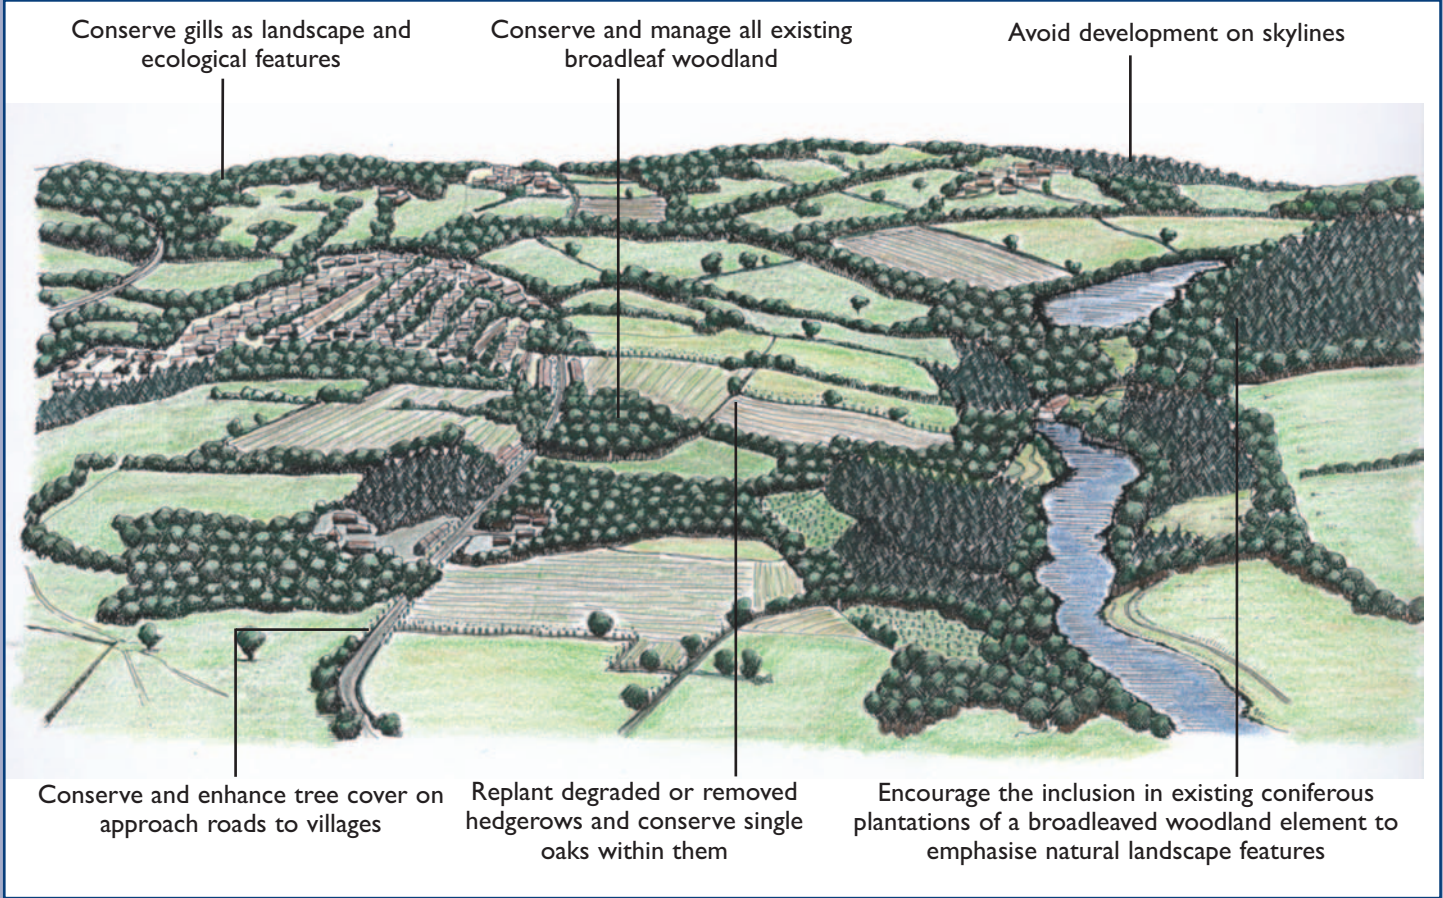 Conserve gills as landscape and
ecological features
Conserve and manage all existing
broadleaf woodland
Avoid development on skylines
Conserve and enhance tree cover on
approach roads to villages
Replant degraded or removed
hedgerows and conserve single
oaks within them
Encourage the inclusion in existing coniferous
plantations of a broadleaved woodland element to
emphasise natural landscape features